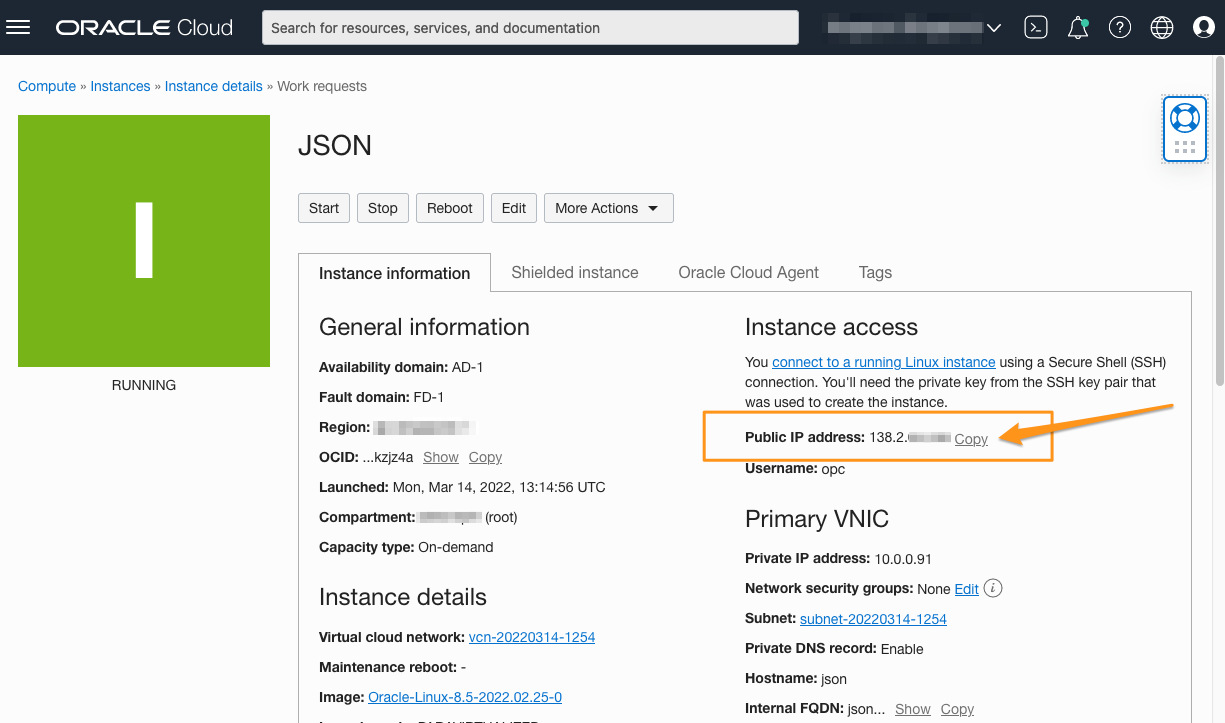 ORACLE Cloud
Search for resources, services, and documentation
Compute » Instances » Instance details » Work requests
I
RUNNING
JSON
Start Stop Reboot Edit More Actions
Instance information Shielded instance Oracle Cloud Agent Tags
General information
Availability domain: AD-1
Fault domain: FD-1
Region:
OCID: ...kzjz4a Show Copy
Launched: Mon, Mar 14, 2022, 13:14:56 UTC
Compartment: (root)
Capacity type: On-demand
Instance details
Virtual cloud network: vcn-20220314-1254
Maintenance reboot: -
Image: Oracle-Linux-8.5-2022.02.25-0
Instance access
You connect to a running Linux instance using a Secure Shell (SSH)
connection. You'll need the private key from the SSH key pair that
was used to create the instance.
Public IP address: 138.2. Copy
Username: opc
Primary VNIC
Private IP address: 10.0.0.91
Network security groups: None Edit i
Subnet: subnet-20220314-1254
Private DNS record: Enable
Hostname: json
Internal FQDN: json... Show Copy